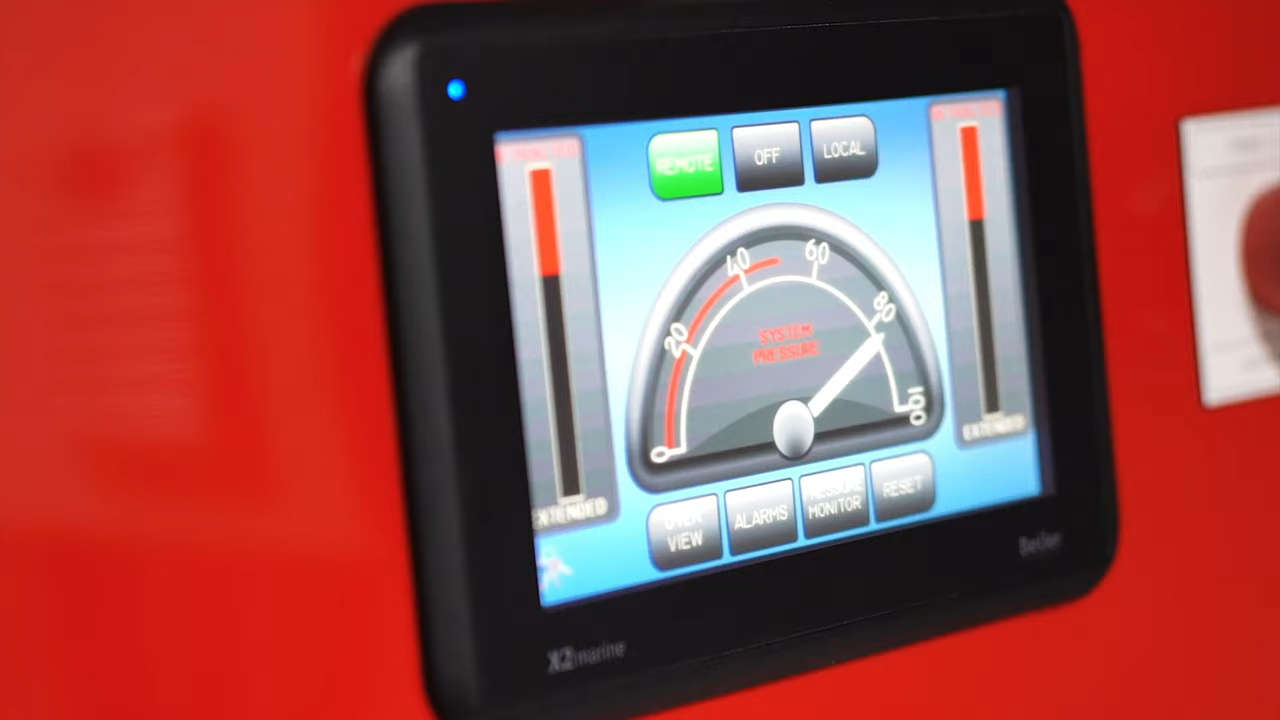 REMOTE
OFF
LOCAL
40
60
20
80
SYSTEM
PRESSURE
0
100
EXTENDED
EXTENDED
OVER
VIEW
ALARMS
PRESSURE
MONITOR
RESET
Beijer
X2marine